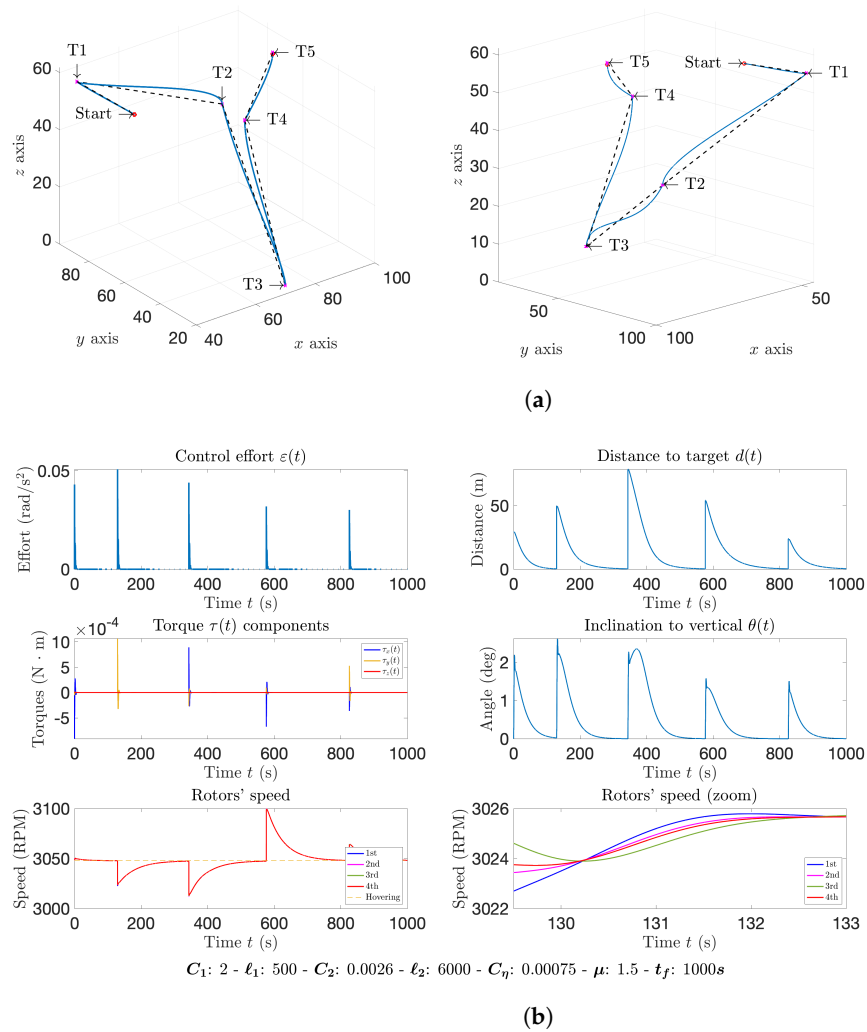 T1
T2
T5
Start
T4
T3
z axis
60
40
20
0
80
60
40
20
y axis
40
60
80
100
x axis
T5
Start
T1
T4
T2
T3
z axis
60
50
40
30
20
10
0
50
100
y axis
100
50
x axis
(a)
Control effort ε(t)
Effort (rad/s²)
0.05
0
0 200 400 600 800 1000
Time t (s)
Distance to target d(t)
Distance (m)
50
0
0 200 400 600 800 1000
Time t (s)
×10⁻⁴
Torque τ(t) components
Torques (N · m)
10
5
0
-5
τx(t)
τy(t)
τz(t)
0 200 400 600 800 1000
Time t (s)
Inclination to vertical θ(t)
Angle (deg)
2
1
0
0 200 400 600 800 1000
Time t (s)
Rotors' speed
Speed (RPM)
3100
3050
3000
1st
2nd
3rd
4th
Hovering
0 200 400 600 800 1000
Time t (s)
Rotors' speed (zoom)
Speed (RPM)
3026
3024
3022
1st
2nd
3rd
4th
130 131 132 133
Time t (s)
C₁: 2 - ℓ₁: 500 - C₂: 0.0026 - ℓ₂: 6000 - Cη: 0.00075 - μ: 1.5 - t_f: 1000s
(b)